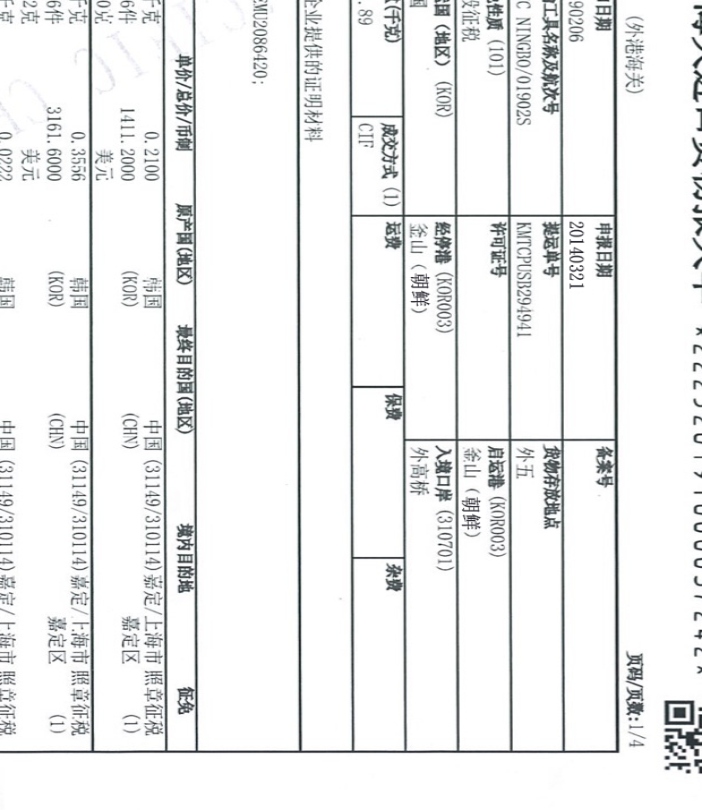 (外港海关)
页码/页数:1/4
日期
90206
申报日期
20140321
备案号
工具名称及航次号
C NINGBO/01902S
提运单号
KMTCPUSB294941
货物存放地点
外五
性质 (101)
征税
许可证号
启运港 (KOR003)
釜山(朝鲜)
国(地区) (KOR)
国
经停港 (KOR003)
釜山(朝鲜)
入境口岸 (310701)
外高桥
(千克)
.89
成交方式 (1)
CIF
运费
保费
杂费
企业提供的证明材料
2086420;
单价/总价/币制
原产国(地区)
最终目的国(地区)
境内目的地
征免
千克 0.2100 韩国 中国 (31149/310114)嘉定/上海市 照章征税
6件 1411.2000 (KOR) (CHN) 嘉定区 (1)
0克 美元
千克 0.3556 韩国 中国 (31149/310114)嘉定/上海市 照章征税
6件 3161.6000 (KOR) (CHN) 嘉定区 (1)
2克 美元
千克 0.0222 韩国 中国 (31149/310114)嘉定/上海市 照章征税